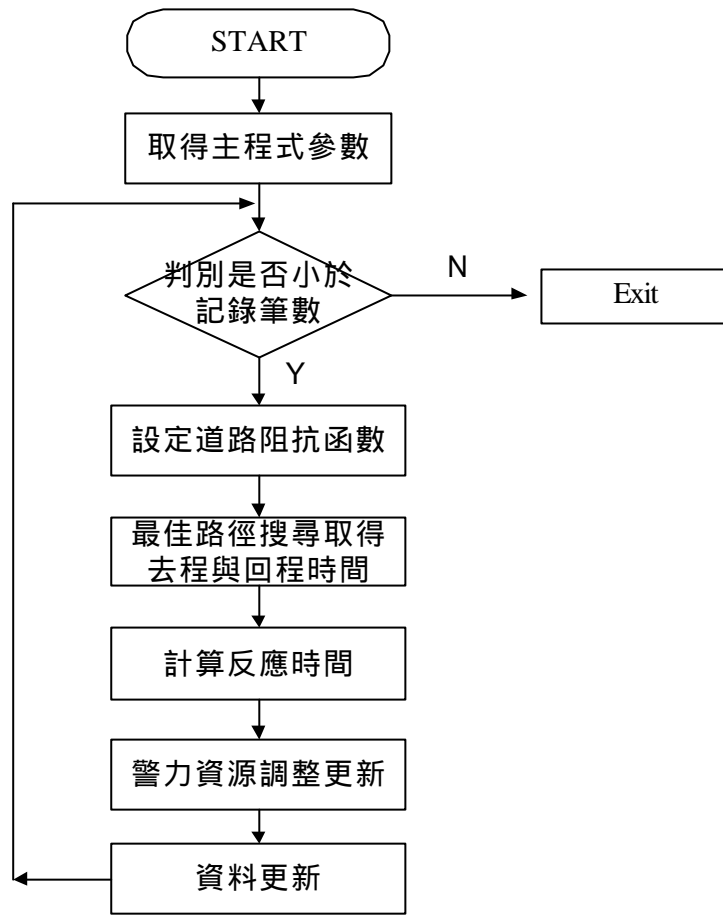 START
取得主程式參數
判別是否小於
記錄筆數
N
Exit
Y
設定道路阻抗函數
最佳路徑搜尋取得
去程與回程時間
計算反應時間
警力資源調整更新
資料更新